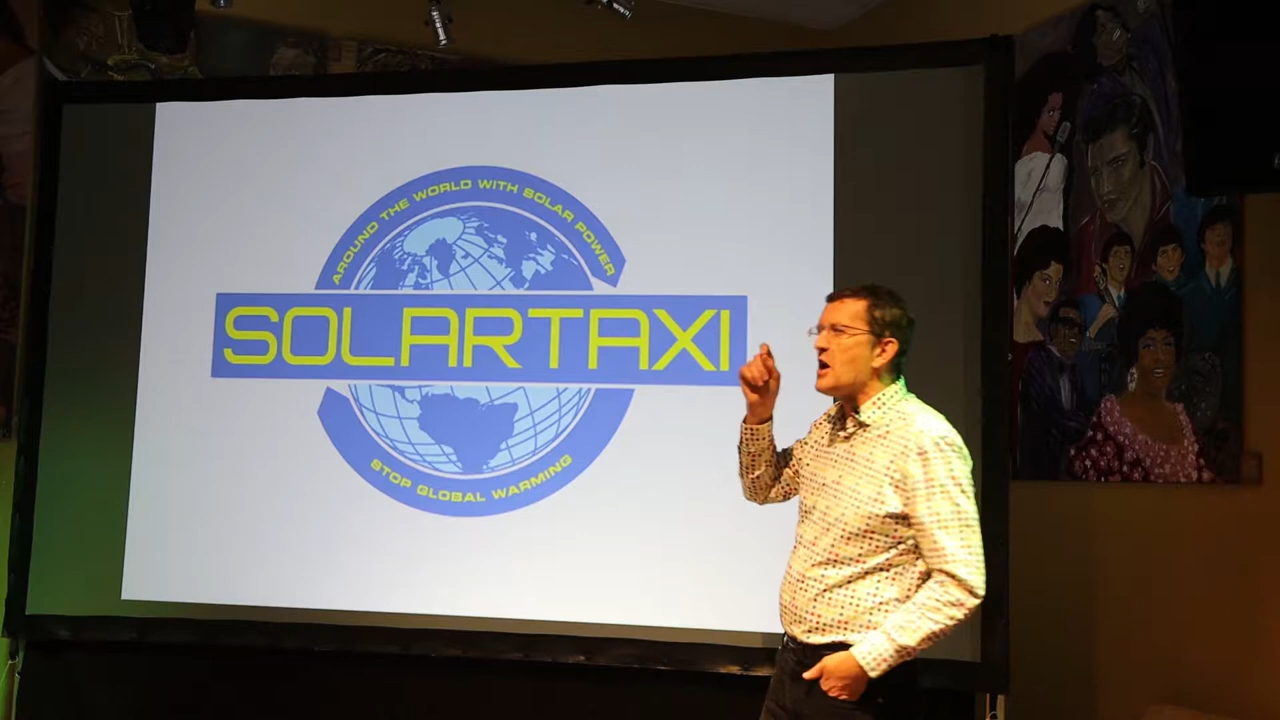 AROUND THE WORLD WITH SOLAR POWER
SOLARTAXI
STOP GLOBAL WARMING